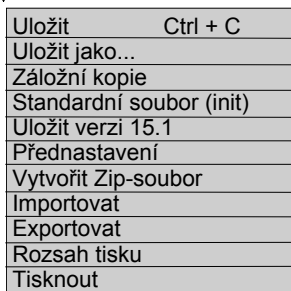 Uložit Ctrl + C
Uložit jako...
Záložní kopie
Standardní soubor (init)
Uložit verzi 15.1
Přednastavení
Vytvořit Zip-soubor
Importovat
Exportovat
Rozsah tisku
Tisknout